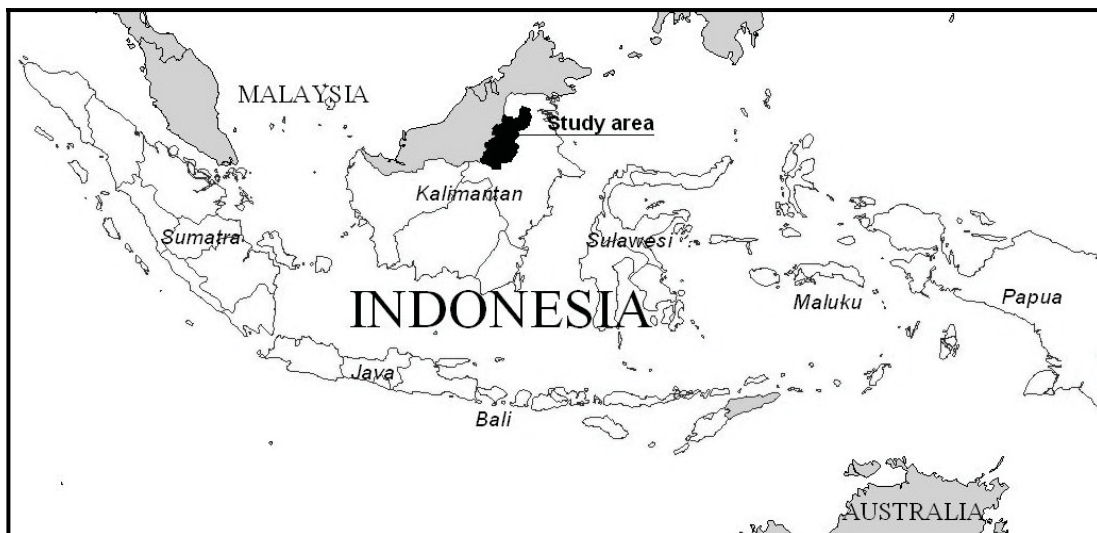 MALAYSIA
Study area
Kalimantan
Sumatra
Sulawesi
INDONESIA
Maluku
Papua
Java
Bali
AUSTRALIA